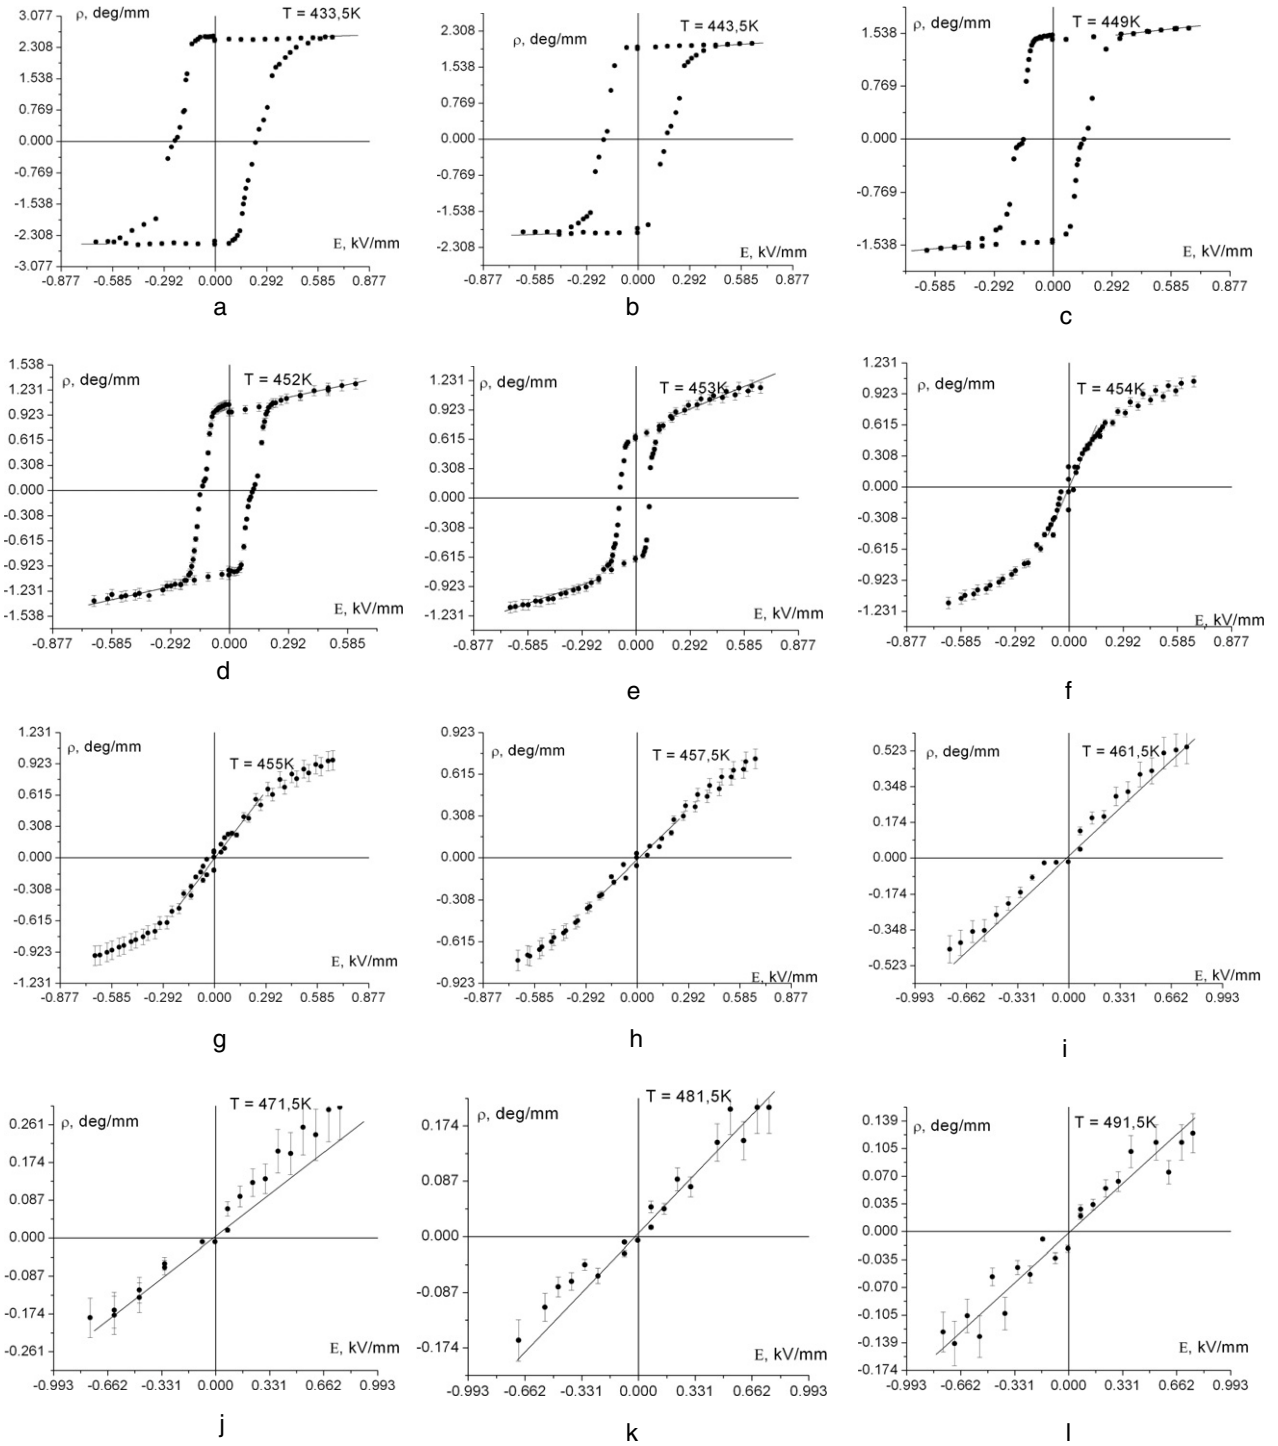 ρ, deg/mm
T = 433,5K
3.077
2.308
1.538
0.769
0.000
-0.769
-1.538
-2.308
-3.077
E, kV/mm
-0.877 -0.585 -0.292 0.000 0.292 0.585 0.877
a
ρ, deg/mm
T = 443,5K
2.308
1.538
0.769
0.000
-0.769
-1.538
-2.308
E, kV/mm
-0.877 -0.585 -0.292 0.000 0.292 0.585 0.877
b
ρ, deg/mm
T = 449K
1.538
0.769
0.000
-0.769
-1.538
E, kV/mm
-0.585 -0.292 0.000 0.292 0.585 0.877
c
ρ, deg/mm
T = 452K
1.538
1.231
0.923
0.615
0.308
0.000
-0.308
-0.615
-0.923
-1.231
-1.538
E, kV/mm
-0.877 -0.585 -0.292 0.000 0.292 0.585
d
ρ, deg/mm
T = 453K
1.231
0.923
0.615
0.308
0.000
-0.308
-0.615
-0.923
-1.231
E, kV/mm
-0.877 -0.585 -0.292 0.000 0.292 0.585 0.877
e
ρ, deg/mm
T = 454K
1.231
0.923
0.615
0.308
0.000
-0.308
-0.615
-0.923
-1.231
E, kV/mm
-0.877 -0.585 -0.292 0.000 0.292 0.585 0.877
f
ρ, deg/mm
T = 455K
1.231
0.923
0.615
0.308
0.000
-0.308
-0.615
-0.923
-1.231
E, kV/mm
-0.877 -0.585 -0.292 0.000 0.292 0.585 0.877
g
ρ, deg/mm
T = 457,5K
0.923
0.615
0.308
0.000
-0.308
-0.615
-0.923
E, kV/mm
-0.877 -0.585 -0.292 0.000 0.292 0.585 0.877
h
ρ, deg/mm
T = 461,5K
0.523
0.348
0.174
0.000
-0.174
-0.348
-0.523
E, kV/mm
-0.993 -0.662 -0.331 0.000 0.331 0.662 0.993
i
ρ, deg/mm
T = 471,5K
0.261
0.174
0.087
0.000
-0.087
-0.174
-0.261
E, kV/mm
-0.993 -0.662 -0.331 0.000 0.331 0.662 0.993
j
ρ, deg/mm
T = 481,5K
0.174
0.087
0.000
-0.087
-0.174
E, kV/mm
-0.993 -0.662 -0.331 0.000 0.331 0.662 0.993
k
ρ, deg/mm
T = 491,5K
0.139
0.105
0.070
0.035
0.000
-0.035
-0.070
-0.105
-0.139
-0.174
E, kV/mm
-0.993 -0.662 -0.331 0.000 0.331 0.662 0.993
l